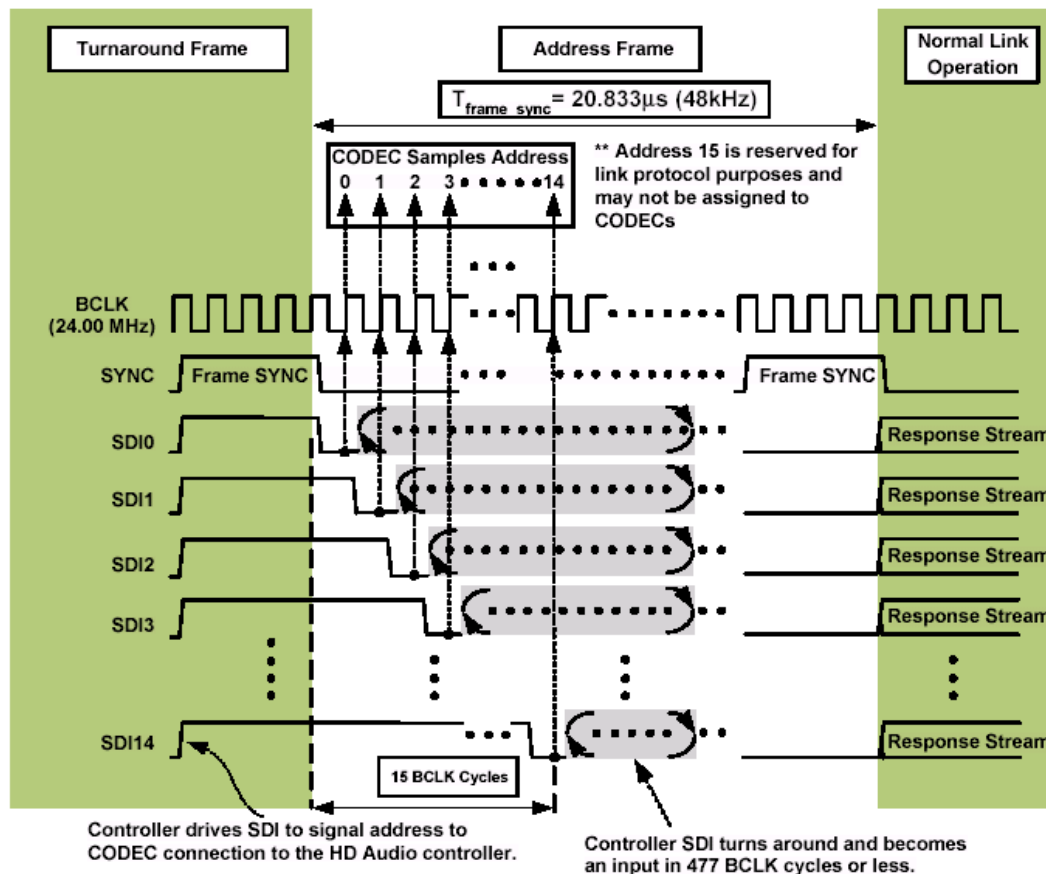 Turnaround Frame
Address Frame
Normal Link
Operation
Tframe_sync= 20.833µs (48kHz)
CODEC Samples Address
0 1 2 3 14
** Address 15 is reserved for
link protocol purposes and
may not be assigned to
CODECs
BCLK
(24.00 MHz)
SYNC
Frame SYNC
Frame SYNC
SDI0
Response Stream
SDI1
Response Stream
SDI2
Response Stream
SDI3
Response Stream
SDI14
Response Stream
15 BCLK Cycles
Controller drives SDI to signal address to
CODEC connection to the HD Audio controller.
Controller SDI turns around and becomes
an input in 477 BCLK cycles or less.